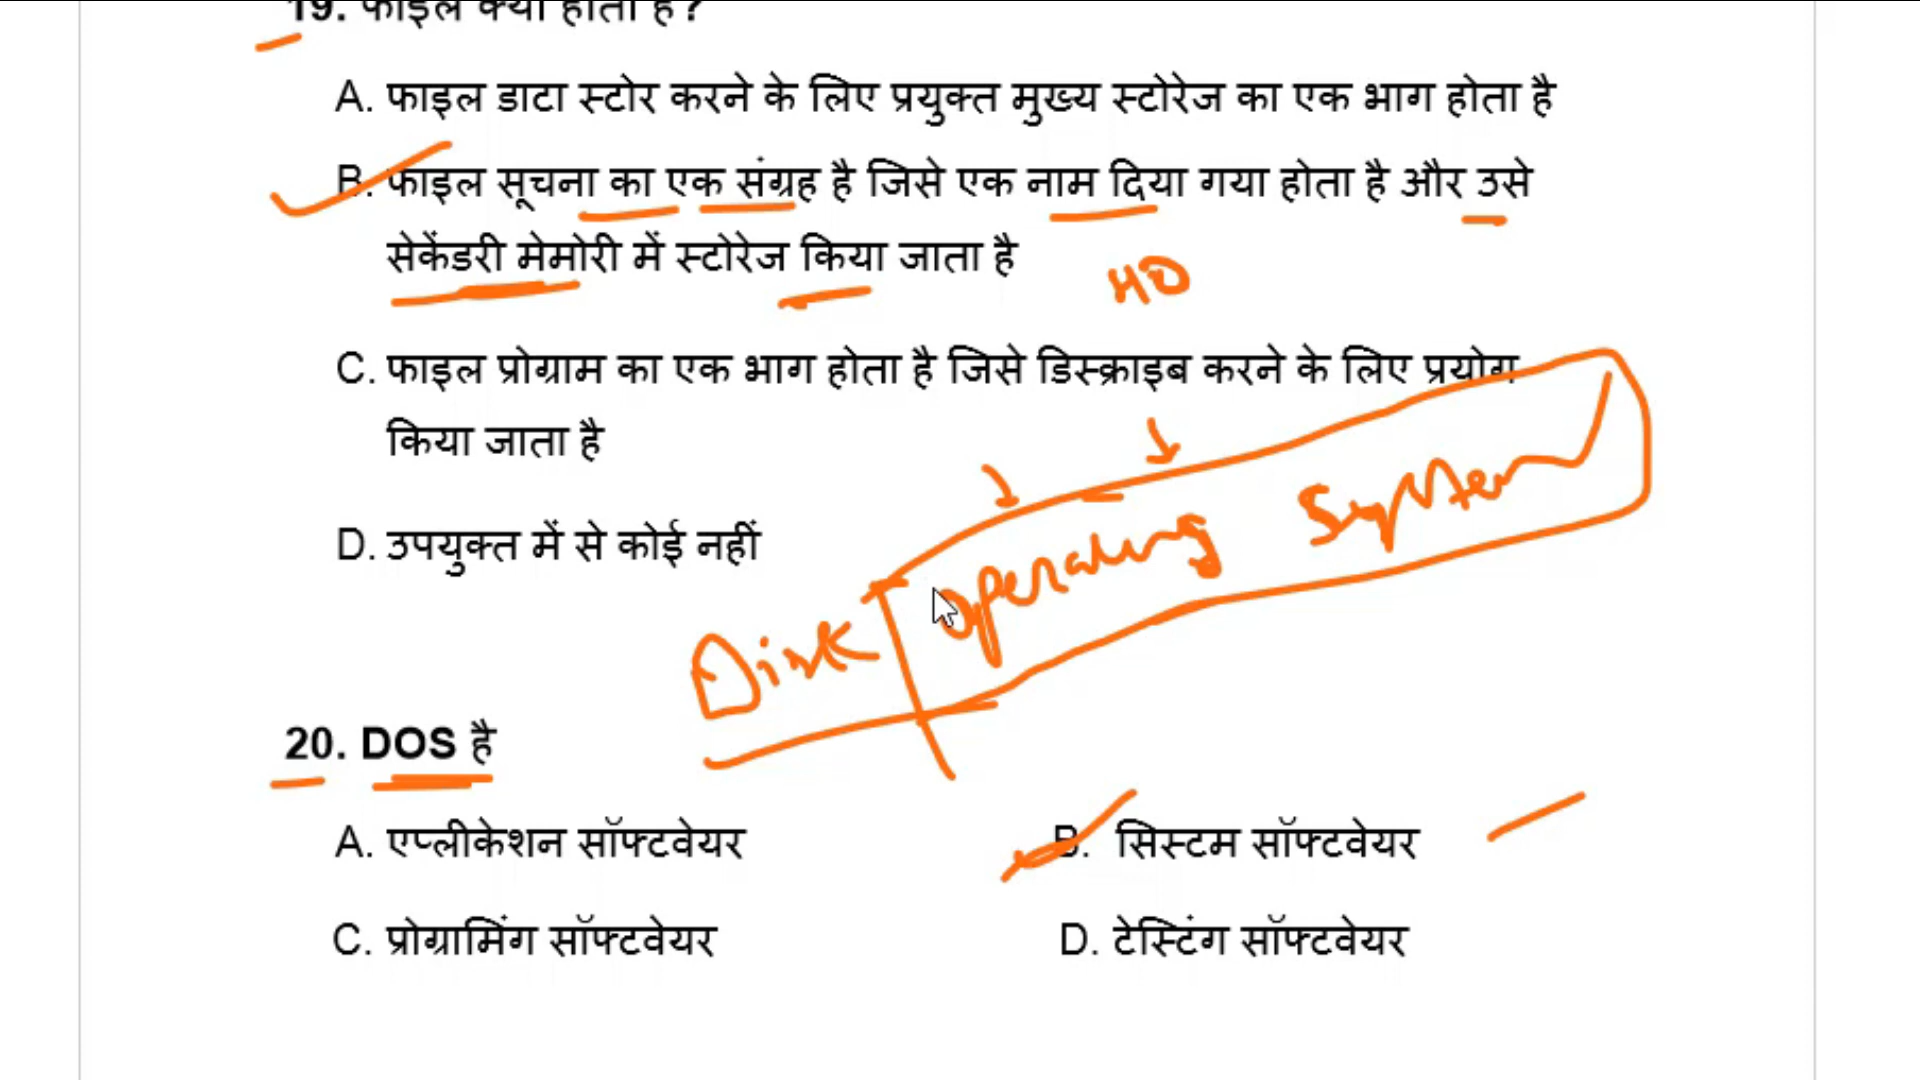 19. फाइल क्या होता है?
A. फाइल डाटा स्टोर करने के लिए प्रयुक्त मुख्य स्टोरेज का एक भाग होता है
B. फाइल सूचना का एक संग्रह है जिसे एक नाम दिया गया होता है और उसे
सेकेंडरी मेमोरी में स्टोरेज किया जाता है
HD
C. फाइल प्रोग्राम का एक भाग होता है जिसे डिस्क्राइब करने के लिए प्रयोग
किया जाता है
D. उपयुक्त में से कोई नहीं
Disk operating System
20. DOS है
A. एप्लीकेशन सॉफ्टवेयर B. सिस्टम सॉफ्टवेयर
C. प्रोग्रामिंग सॉफ्टवेयर D. टेस्टिंग सॉफ्टवेयर